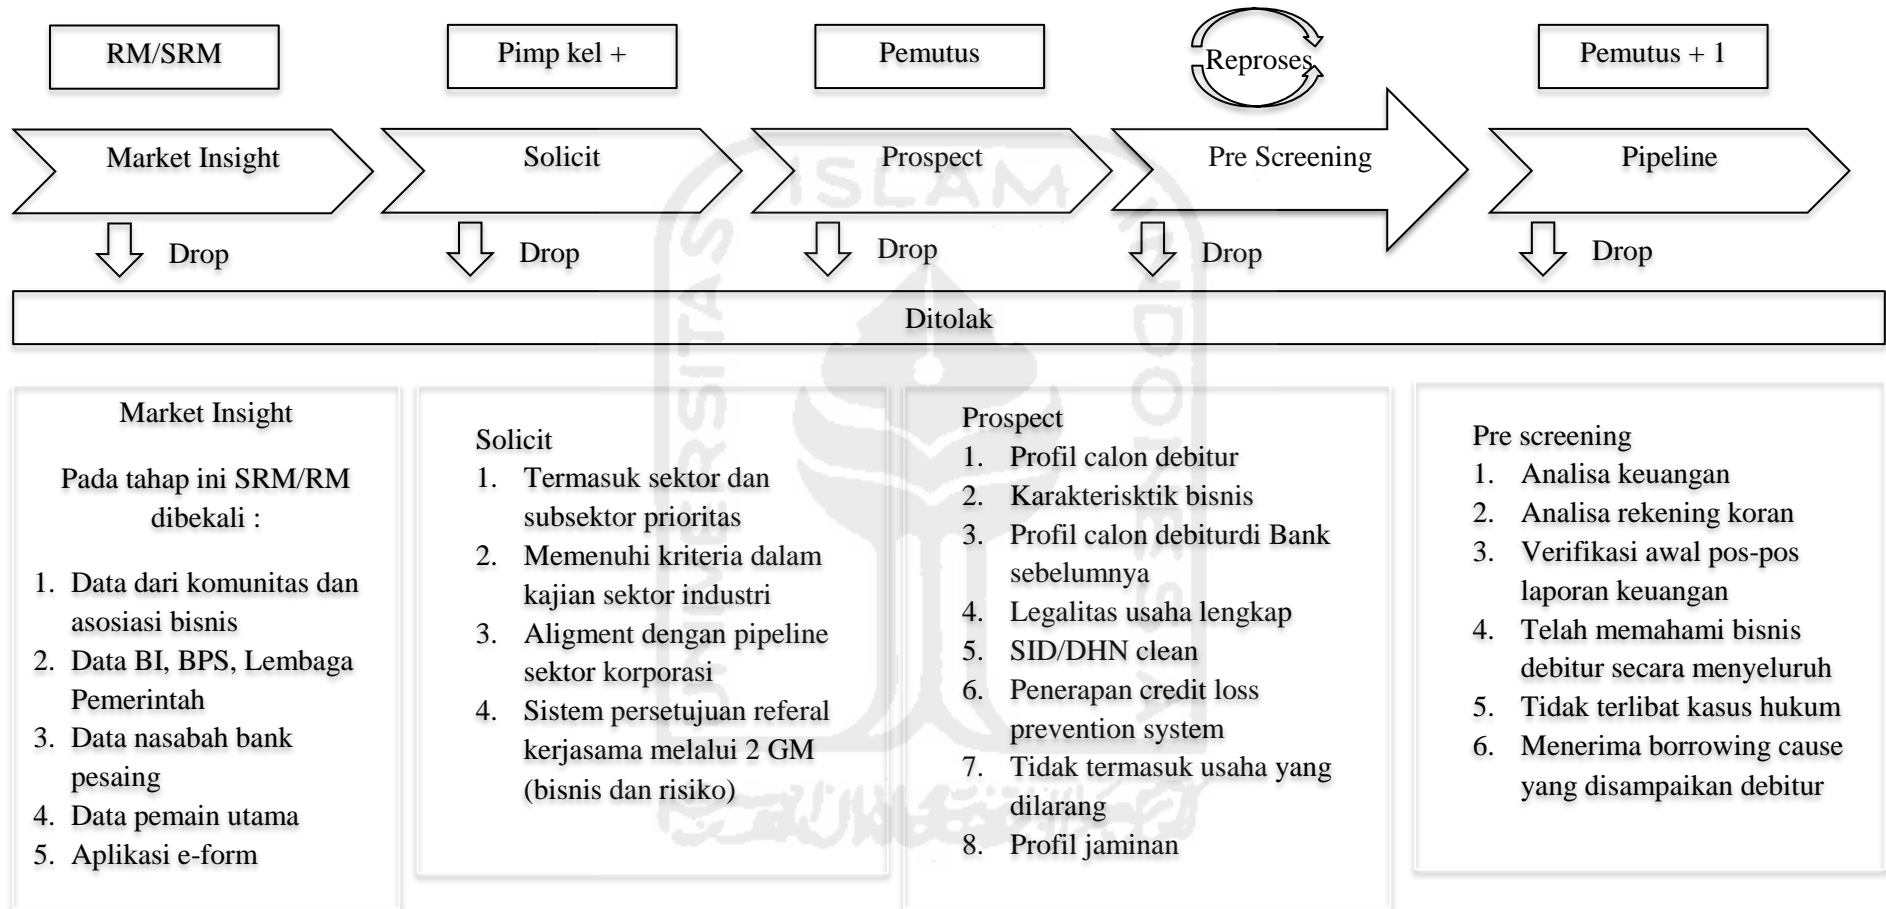 RM/SRM
Pimp kel +
Pemutus
Reproses
Pemutus + 1
Market Insight
Solicit
Prospect
Pre Screening
Pipeline
Drop
Drop
Drop
Drop
Drop
Ditolak
Market Insight
Pada tahap ini SRM/RM
dibekali :
1. Data dari komunitas dan
asosiasi bisnis
2. Data BI, BPS, Lembaga
Pemerintah
3. Data nasabah bank
pesaing
4. Data pemain utama
5. Aplikasi e-form
Solicit
1. Termasuk sektor dan
subsektor prioritas
2. Memenuhi kriteria dalam
kajian sektor industri
3. Aligment dengan pipeline
sektor korporasi
4. Sistem persetujuan referal
kerjasama melalui 2 GM
(bisnis dan risiko)
Prospect
1. Profil calon debitur
2. Karakterisktik bisnis
3. Profil calon debiturdi Bank
sebelumnya
4. Legalitas usaha lengkap
5. SID/DHN clean
6. Penerapan credit loss
prevention system
7. Tidak termasuk usaha yang
dilarang
8. Profil jaminan
Pre screening
1. Analisa keuangan
2. Analisa rekening koran
3. Verifikasi awal pos-pos
laporan keuangan
4. Telah memahami bisnis
debitur secara menyeluruh
5. Tidak terlibat kasus hukum
6. Menerima borrowing cause
yang disampaikan debitur
UNIVERSITAS
ISLAM
INDONESIA